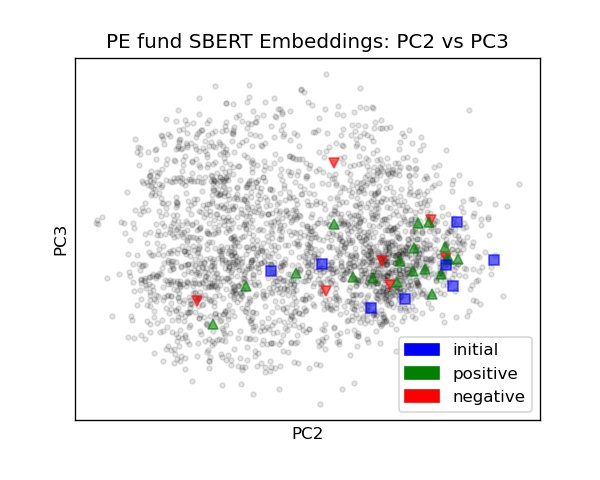 PE fund SBERT Embeddings: PC2 vs PC3
PC3
initial
positive
negative
PC2